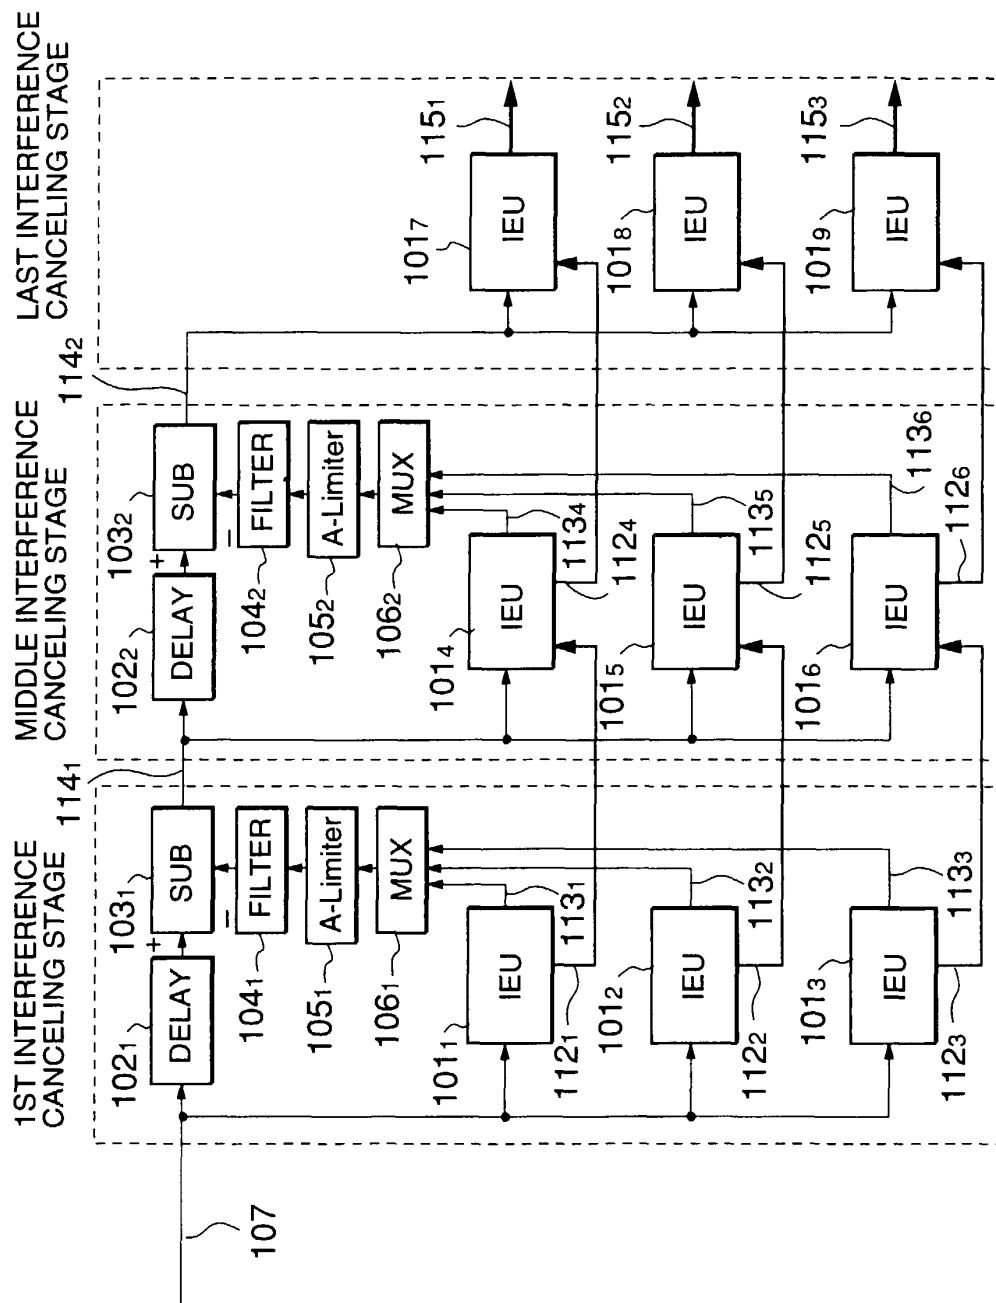 1ST INTERFERENCE
CANCELING STAGE
MIDDLE INTERFERENCE
CANCELING STAGE
LAST INTERFERENCE
CANCELING STAGE
107
1022₁
DELAY
+
103₁
SUB
114₁
−
104₁
FILTER
105₁
A-Limiter
106₁
MUX
101₁
IEU
113₁
112₁
101₂
IEU
113₂
112₂
101₃
IEU
113₃
112₃
102₂
DELAY
+
103₂
SUB
114₂
−
104₂
FILTER
105₂
A-Limiter
106₂
MUX
101₄
IEU
113₄
112₄
101₅
IEU
113₅
112₅
101₆
IEU
113₆
112₆
101₇
IEU
115₁
101₈
IEU
115₂
101₉
IEU
115₃